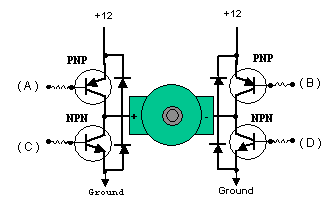 +12 +12
PNP PNP
(A) (B)
+ -
NPN NPN
(C) (D)
Ground Ground